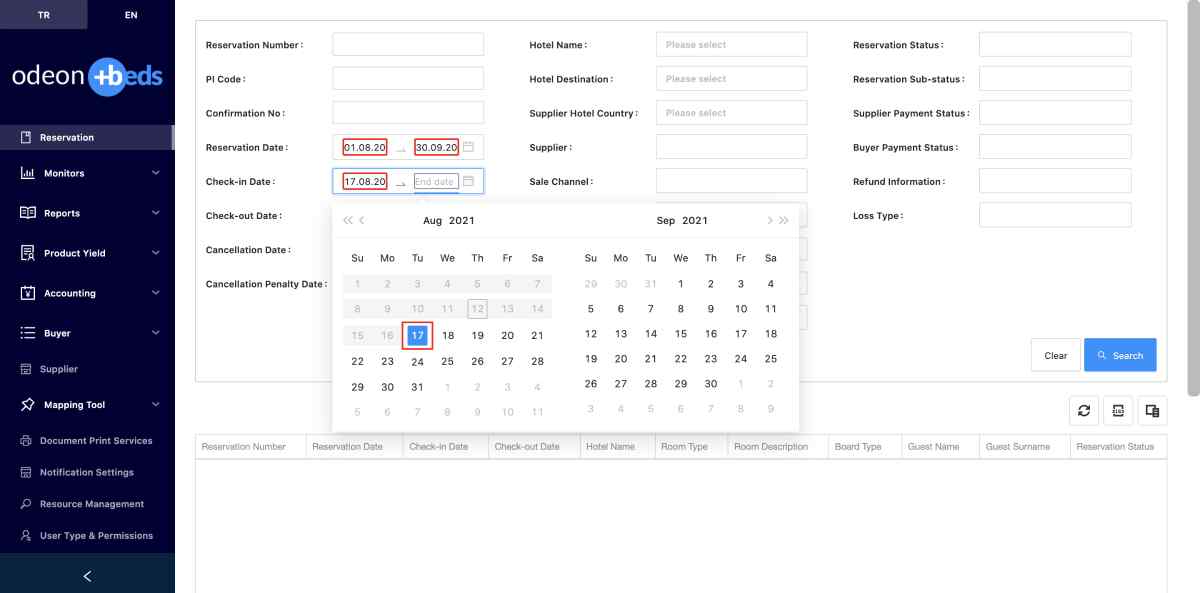 TR EN
odeon +beds
Reservation
Monitors
Reports
Product Yield
Accounting
Buyer
Supplier
Mapping Tool
Document Print Services
Notification Settings
Resource Management
User Type & Permissions
Reservation Number : Hotel Name : Please select Reservation Status :
PI Code : Hotel Destination : Please select Reservation Sub-status :
Confirmation No : Supplier Hotel Country : Please select Supplier Payment Status :
Reservation Date : 01.08.20 → 30.09.20 Supplier : Buyer Payment Status :
Check-in Date : 17.08.20 → End date Sale Channel : Refund Information :
Check-out Date : Loss Type :
Cancellation Date :
Cancellation Penalty Date :
Aug 2021 Sep 2021
Su Mo Tu We Th Fr Sa Su Mo Tu We Th Fr Sa
1 2 3 4 5 6 7 29 30 31 1 2 3 4
8 9 10 11 12 13 14 5 6 7 8 9 10 11
15 16 17 18 19 20 21 12 13 14 15 16 17 18
22 23 24 25 26 27 28 19 20 21 22 23 24 25
29 30 31 1 2 3 4 26 27 28 29 30 1 2
5 6 7 8 9 10 11 3 4 5 6 7 8 9
Clear Search
Reservation Number Reservation Date Check-in Date Check-out Date Hotel Name Room Type Room Description Board Type Guest Name Guest Surname Reservation Status